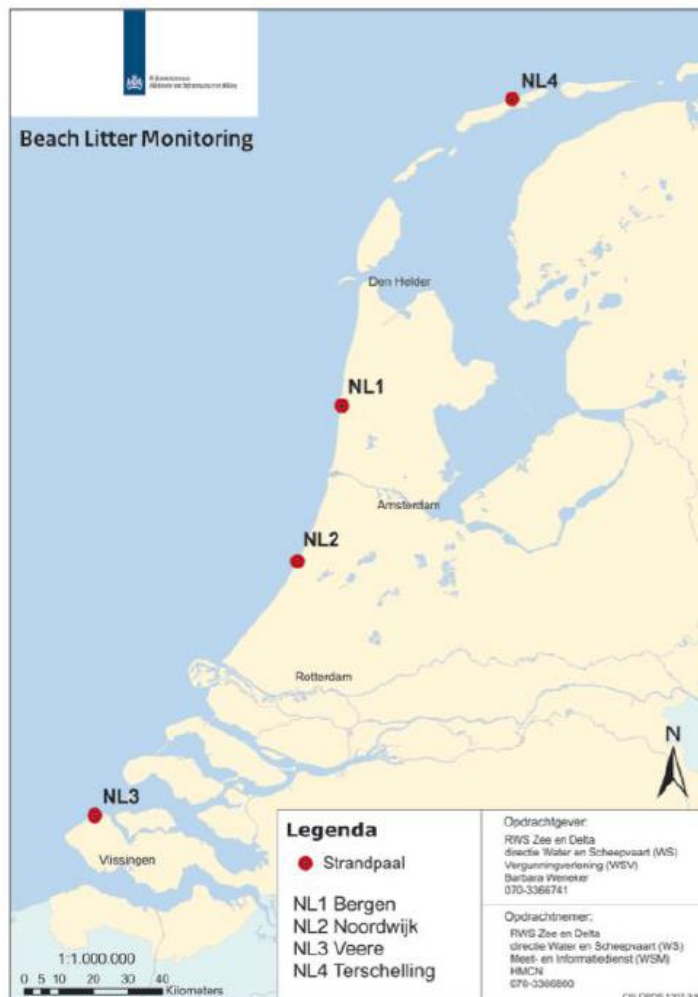 Beach Litter Monitoring
NL4
Den Helder
NL1
Amsterdam
NL2
Rotterdam
N
NL3
Vlissingen
1:1.000.000
0 5 10 20 30 40
Kilometers
Legenda
Strandpaal
NL1 Bergen
NL2 Noordwijk
NL3 Veere
NL4 Terschelling
Opdrachtgever:
RWS Zee en Delta
directie Water en Scheepvaart (WS)
Vergunningverlening (WSV)
Barbara Weneker
070-3366741
Opdrachtnemer:
RWS Zee en Delta
directie Water en Scheepvaart (WS)
Meet- en Informatiedienst (WSM)
HMCN